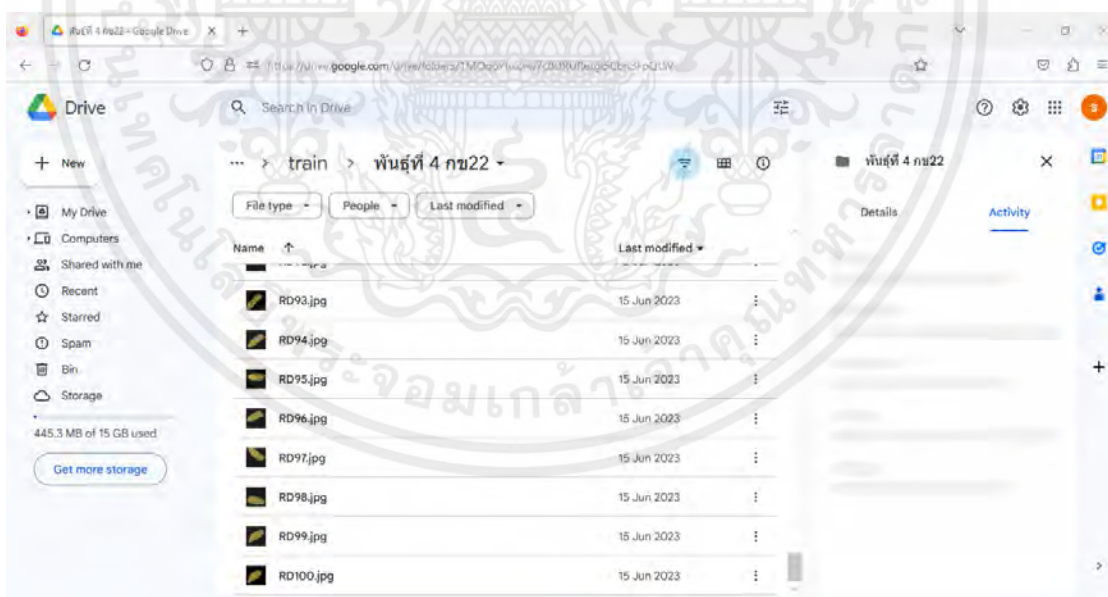 พันธุ์ที่ 4 กข22 - Google Drive
Drive
Search in Drive
New
train > พันธุ์ที่ 4 กข22
พันธุ์ที่ 4 กข22
File type
People
Last modified
Details
Activity
My Drive
Computers
Shared with me
Recent
Starred
Spam
Bin
Storage
445.3 MB of 15 GB used
Get more storage
Name
Last modified
RD93.jpg 15 Jun 2023
RD94.jpg 15 Jun 2023
RD95.jpg 15 Jun 2023
RD96.jpg 15 Jun 2023
RD97.jpg 15 Jun 2023
RD98.jpg 15 Jun 2023
RD99.jpg 15 Jun 2023
RD100.jpg 15 Jun 2023